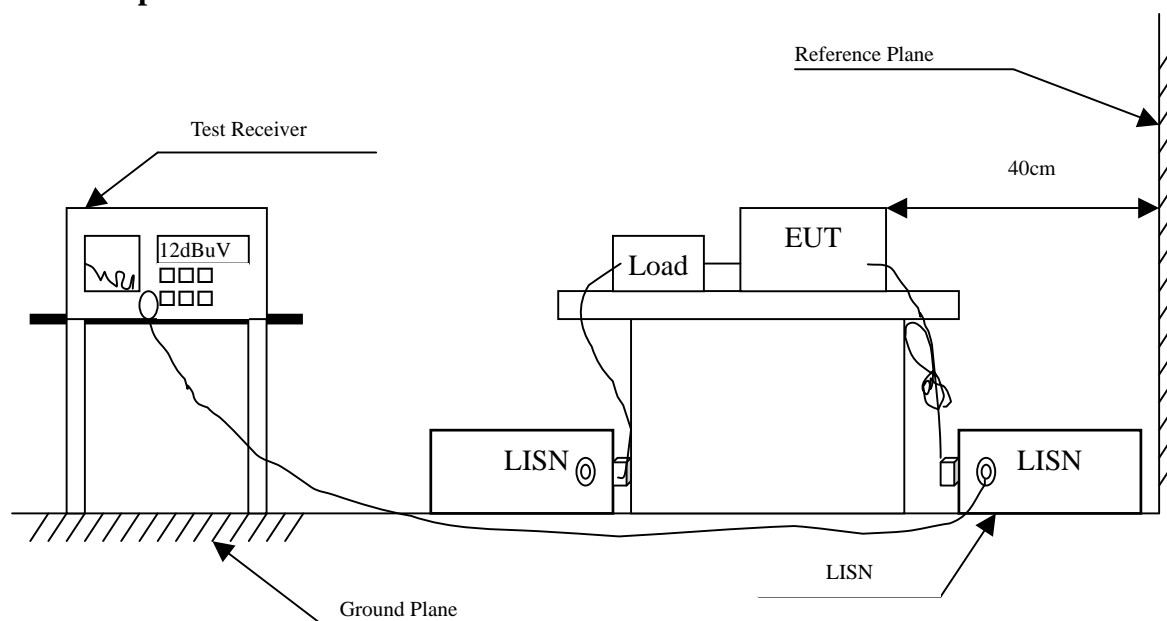 Reference Plane
Test Receiver
40cm
12dBuV
EUT
Load
LISN
LISN
LISN
Ground Plane